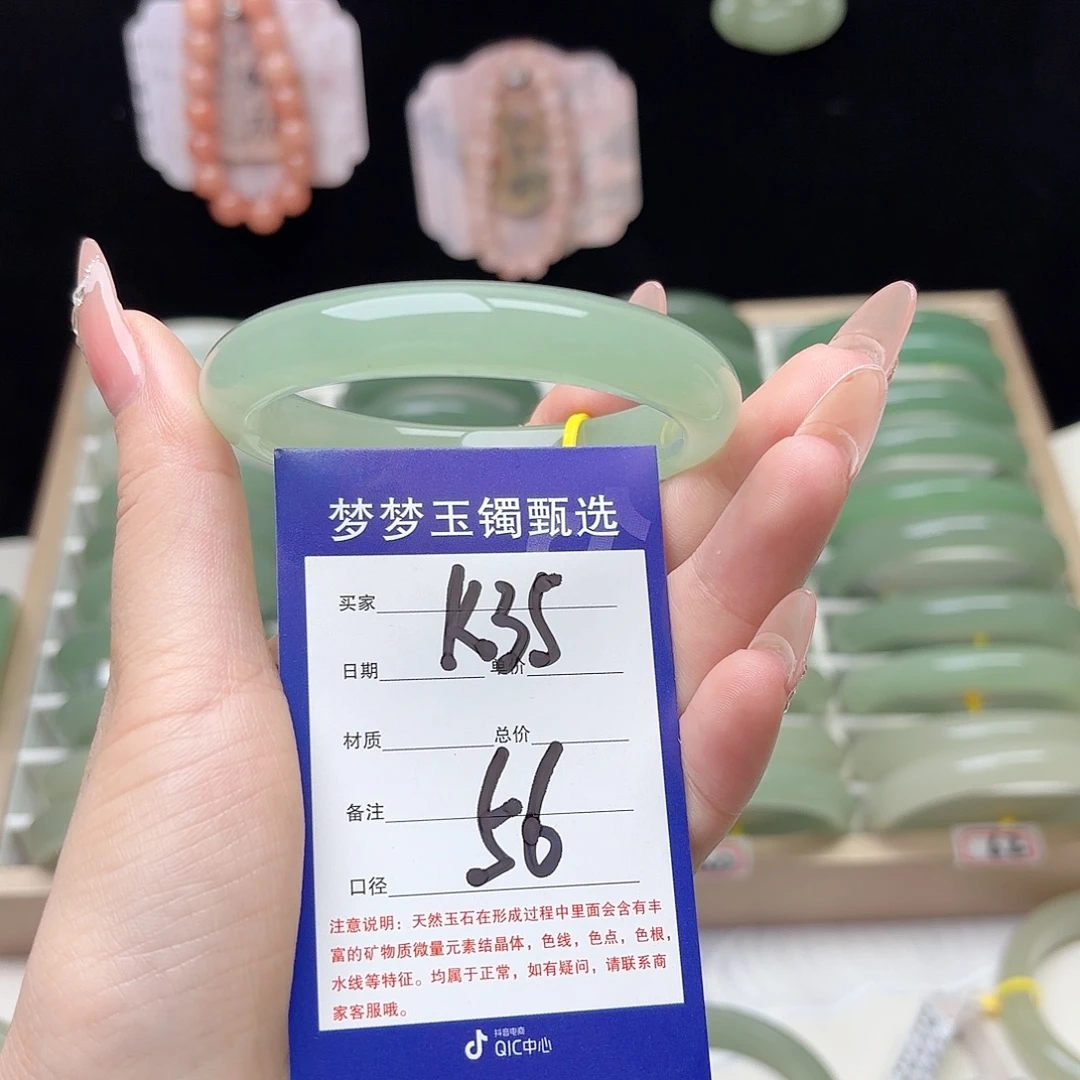 梦梦玉镯甄选
买家 K35
日期 单价
材质 总价
备注 56
口径
注意说明：天然玉石在形成过程中里面会含有丰
富的矿物质微量元素结晶体，色线，色点，色根，
水线等特征。均属于正常，如有疑问，请联系商
家客服哦。
抖音电商
QIC中心